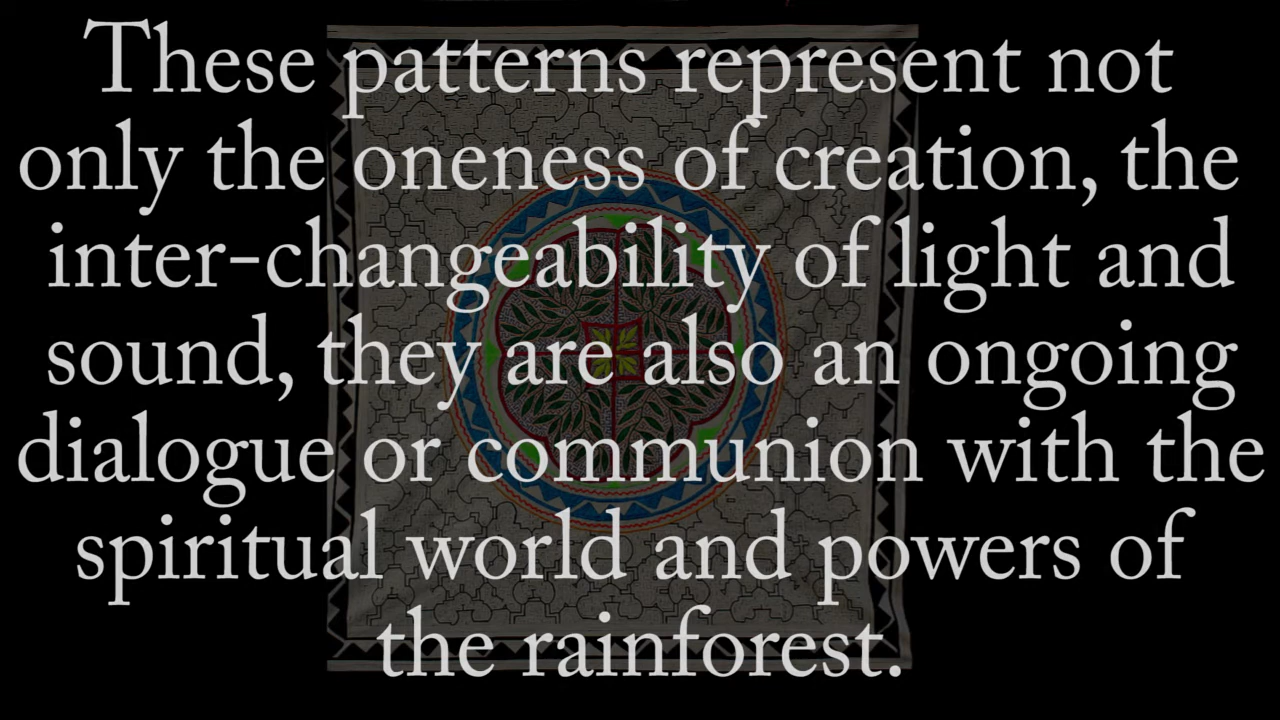 These patterns represent not
only the oneness of creation, the
inter-changeability of light and
sound, they are also an ongoing
dialogue or communion with the
spiritual world and powers of
the rainforest.